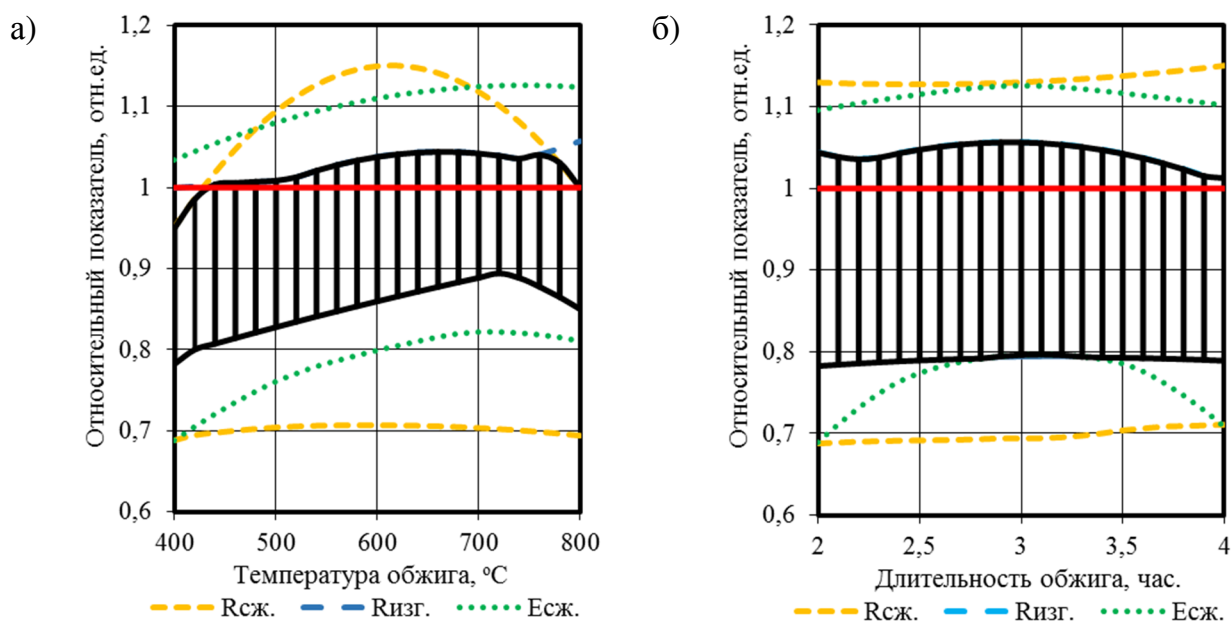 а)
Относительный показатель, отн.ед.
1,2
1,1
1
0,9
0,8
0,7
0,6
400
500
600
700
800
Температура обжига, °С
Rсж.
Rизг.
Eсж.
б)
Относительный показатель, отн.ед.
1,2
1,1
1
0,9
0,8
0,7
0,6
2
2,5
3
3,5
4
Длительность обжига, час.
Rсж.
Rизг.
Eсж.